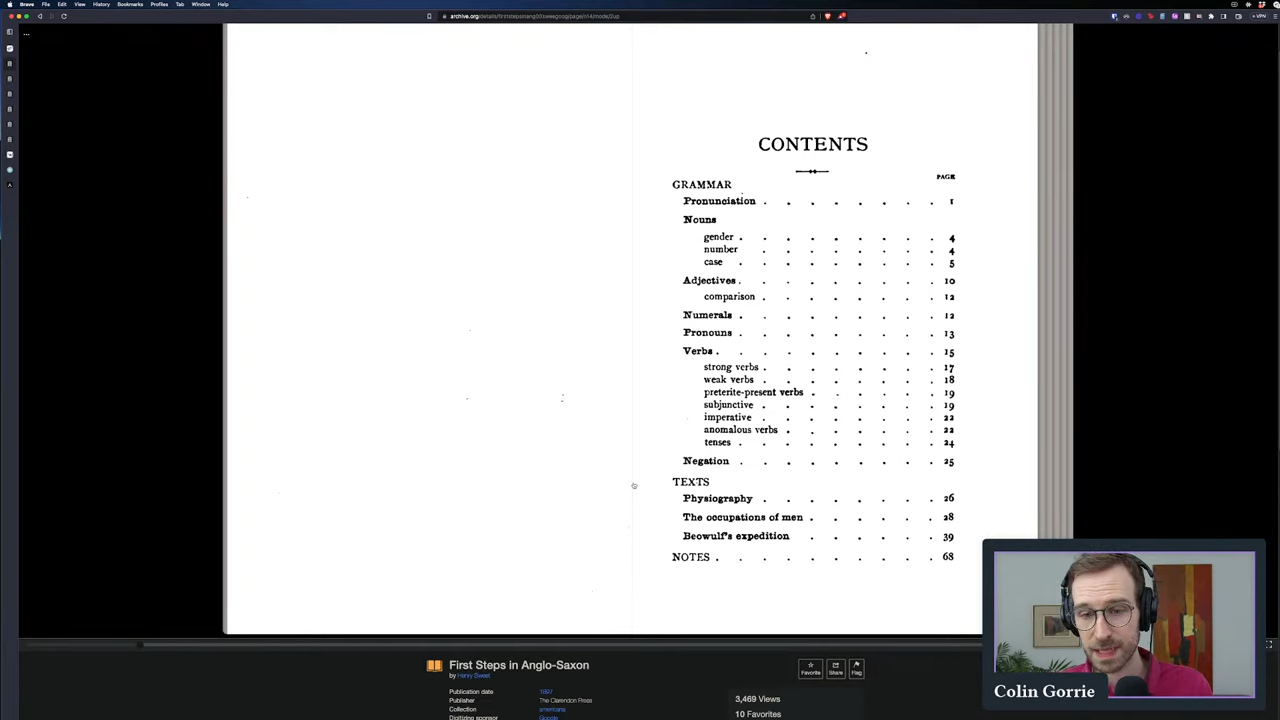 Brave File Edit View History Bookmarks Profiles Tab Window Help
VPN
...
CONTENTS
PAGE
GRAMMAR
Pronunciation . . . . . . . . 1
Nouns
gender . . . . . . . . . 4
number . . . . . . . . 4
case . . . . . . . . . 5
Adjectives . . . . . . . . . 10
comparison . . . . . . . . 12
Numerals . . . . . . . . . 12
Pronouns . . . . . . . . . 13
Verbs . . . . . . . . . . 15
strong verbs . . . . . . . . 17
weak verbs . . . . . . . . 18
preterite-present verbs . . . . . . 19
subjunctive . . . . . . . . 19
imperative . . . . . . . . 22
anomalous verbs . . . . . . . 22
tenses . . . . . . . . . 24
Negation . . . . . . . . . 25
TEXTS
Physiography . . . . . . . . 26
The occupations of men . . . . . . 28
Beowulf's expedition . . . . . . . 39
NOTES . . . . . . . . . . 68
First Steps in Anglo-Saxon
by Henry Sweet
Favorite Share Flag
Publication date 1897
Publisher The Clarendon Press
Collection americana
Digitizing sponsor Google
3,469 Views
10 Favorites
Colin Gorrie